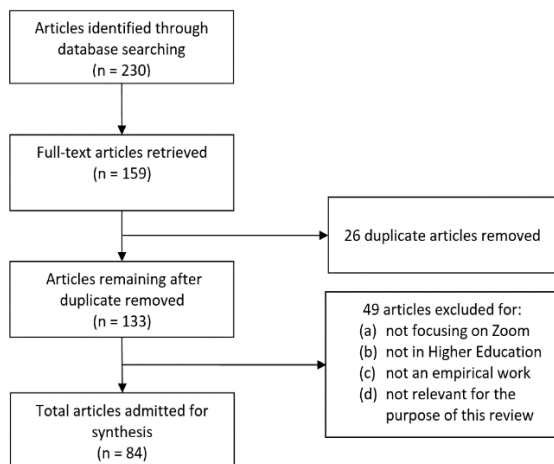 Articles identified through
database searching
(n = 230)
Full-text articles retrieved
(n = 159)
26 duplicate articles removed
Articles remaining after
duplicate removed
(n = 133)
49 articles excluded for:
(a) not focusing on Zoom
(b) not in Higher Education
(c) not an empirical work
(d) not relevant for the
purpose of this review
Total articles admitted for
synthesis
(n = 84)